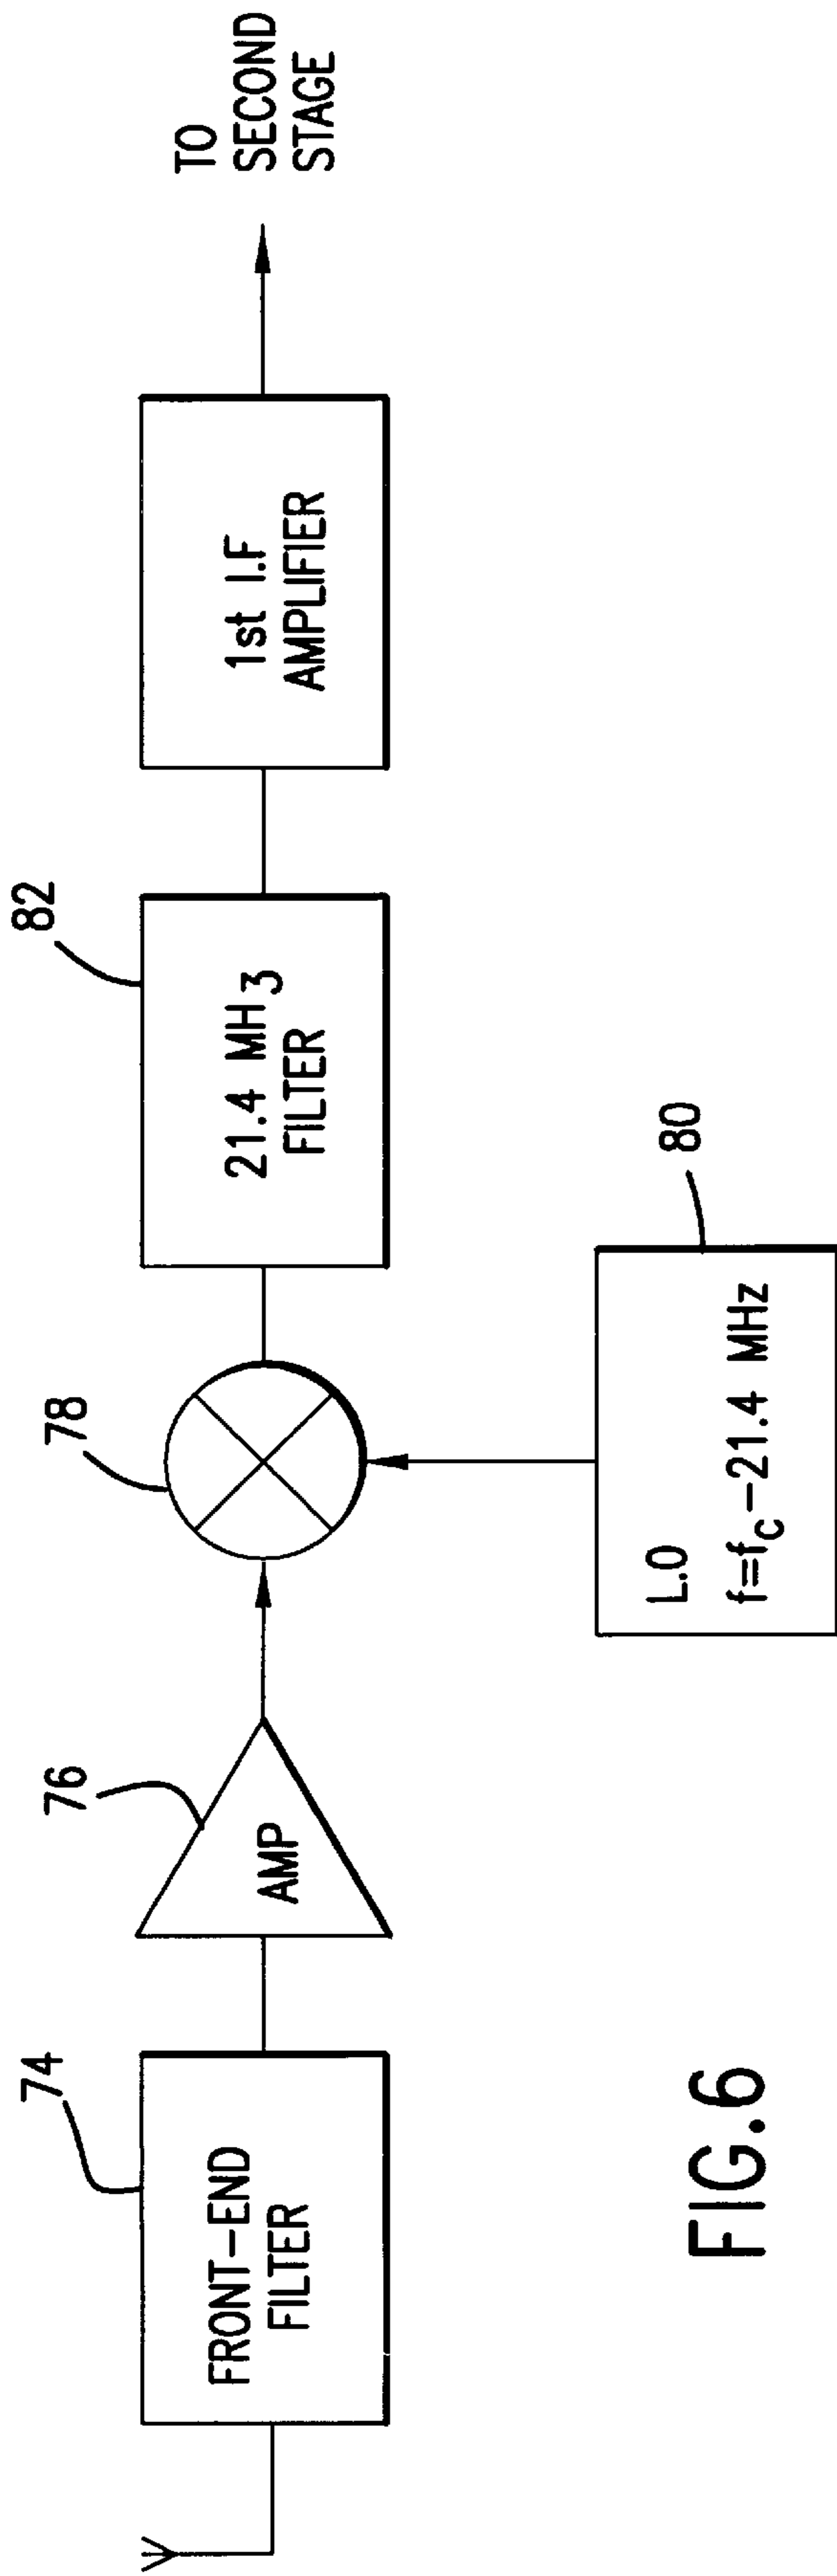 74
FRONT-END
FILTER
76
AMP
78
L.O
f=fc-21.4 MHz
80
82
21.4 MH3
FILTER
1st I.F
AMPLIFIER
TO
SECOND
STAGE
FIG.6